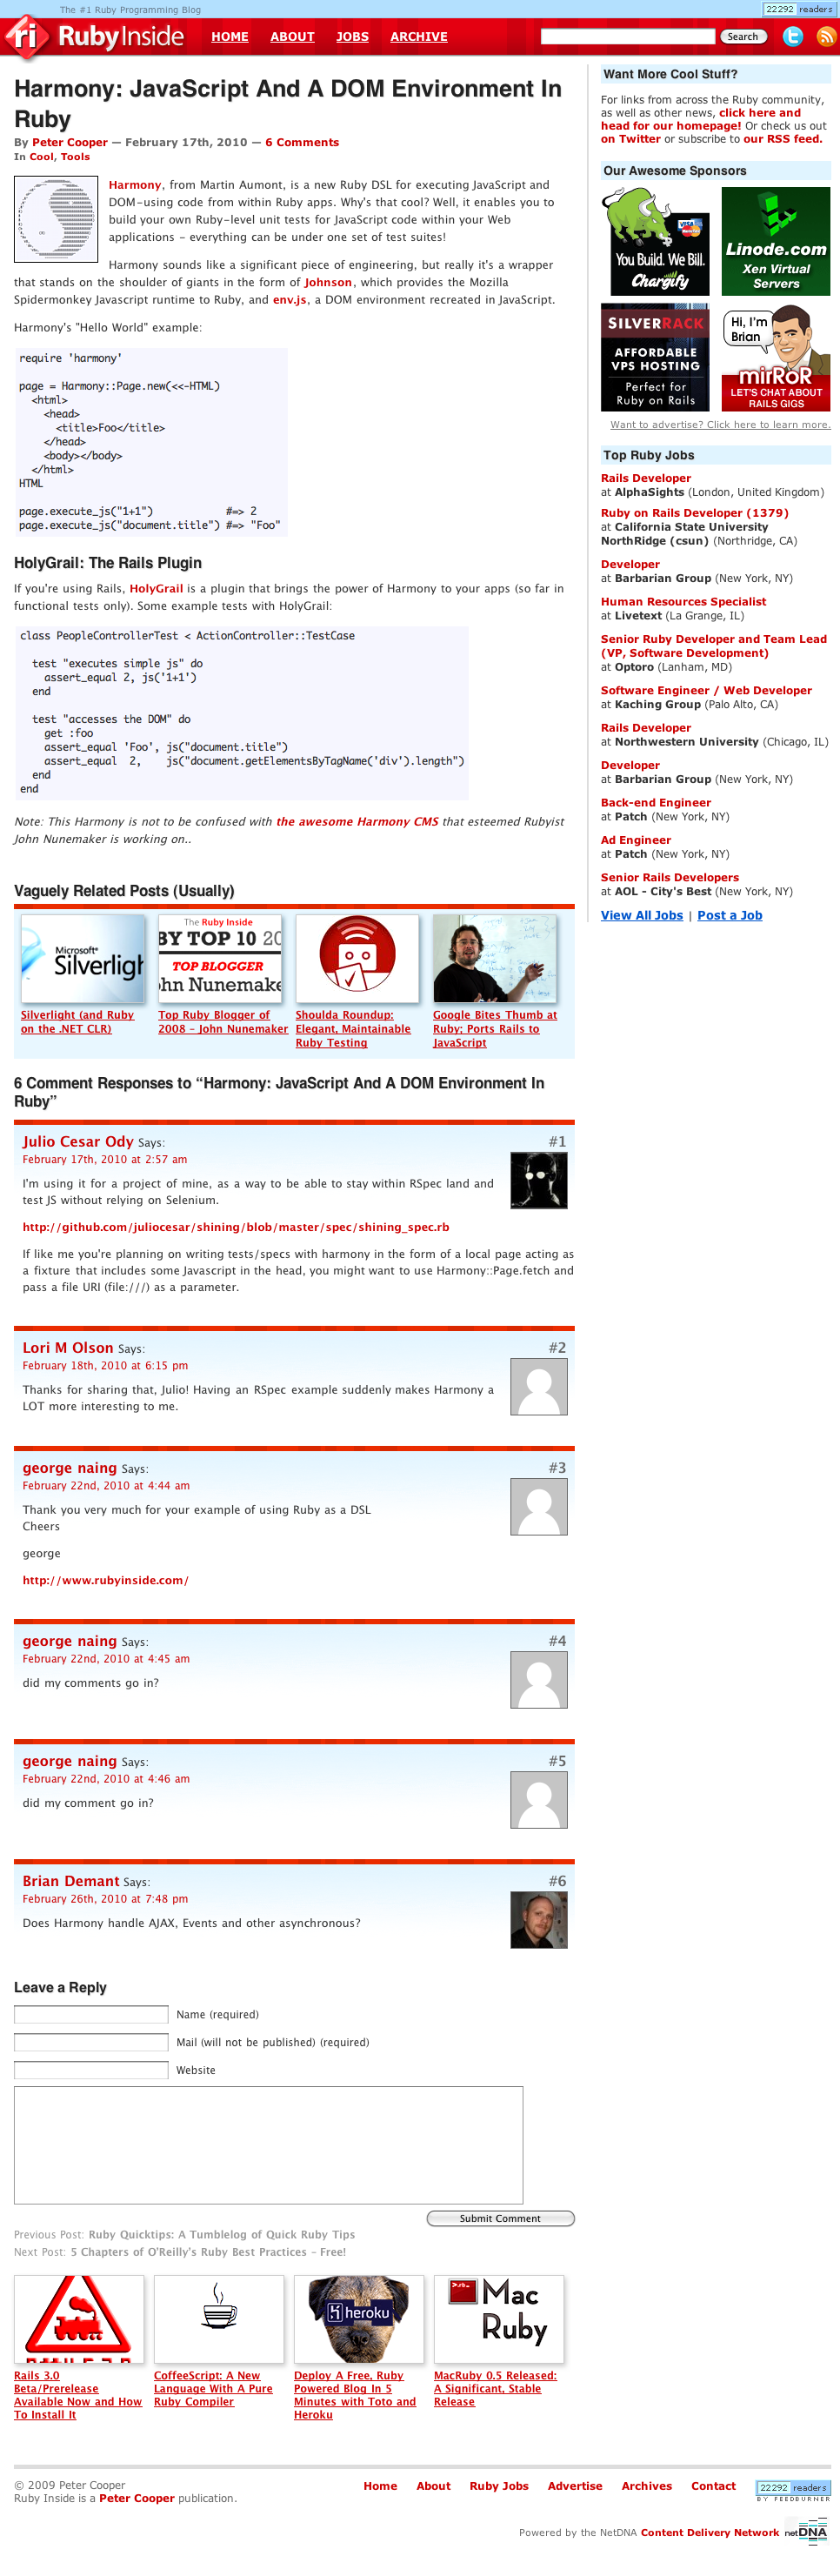 The #1 Ruby Programming Blog
22292 readers
ri RubyInside
HOME ABOUT JOBS ARCHIVE
Search
Harmony: JavaScript And A DOM Environment In
Ruby
By Peter Cooper — February 17th, 2010 — 6 Comments
In Cool, Tools
Harmony, from Martin Aumont, is a new Ruby DSL for executing JavaScript and
DOM-using code from within Ruby apps. Why's that cool? Well, it enables you to
build your own Ruby-level unit tests for JavaScript code within your Web
applications - everything can be under one set of test suites!
Harmony sounds like a significant piece of engineering, but really it's a wrapper
that stands on the shoulder of giants in the form of Johnson, which provides the Mozilla
Spidermonkey Javascript runtime to Ruby, and env.js, a DOM environment recreated in JavaScript.
Harmony's "Hello World" example:
require 'harmony'
page = Harmony::Page.new(<<-HTML)
<html>
<head>
<title>Foo</title>
</head>
<body></body>
</html>
HTML
page.execute_js("1+1") #=> 2
page.execute_js("document.title") #=> "Foo"
HolyGrail: The Rails Plugin
If you're using Rails, HolyGrail is a plugin that brings the power of Harmony to your apps (so far in
functional tests only). Some example tests with HolyGrail:
class PeopleControllerTest < ActionController::TestCase
test "executes simple js" do
assert_equal 2, js('1+1')
end
test "accesses the DOM" do
get :foo
assert_equal 'Foo', js("document.title")
assert_equal 2, js("document.getElementsByTagName('div').length")
end
end
Note: This Harmony is not to be confused with the awesome Harmony CMS that esteemed Rubyist
John Nunemaker is working on..
Vaguely Related Posts (Usually)
Microsoft®
Silverligh
The Ruby Inside
BY TOP 10 20
TOP BLOGGER
ohn Nunemake
Silverlight (and Ruby
on the .NET CLR)
Top Ruby Blogger of
2008 – John Nunemaker
Shoulda Roundup:
Elegant, Maintainable
Ruby Testing
Google Bites Thumb at
Ruby; Ports Rails to
JavaScript
6 Comment Responses to “Harmony: JavaScript And A DOM Environment In
Ruby”
Julio Cesar Ody Says: #1
February 17th, 2010 at 2:57 am
I'm using it for a project of mine, as a way to be able to stay within RSpec land and
test JS without relying on Selenium.
http://github.com/juliocesar/shining/blob/master/spec/shining_spec.rb
If like me you're planning on writing tests/specs with harmony in the form of a local page acting as
a fixture that includes some Javascript in the head, you might want to use Harmony::Page.fetch and
pass a file URI (file:///) as a parameter.
Lori M Olson Says: #2
February 18th, 2010 at 6:15 pm
Thanks for sharing that, Julio! Having an RSpec example suddenly makes Harmony a
LOT more interesting to me.
george naing Says: #3
February 22nd, 2010 at 4:44 am
Thank you very much for your example of using Ruby as a DSL
Cheers
george
http://www.rubyinside.com/
george naing Says: #4
February 22nd, 2010 at 4:45 am
did my comments go in?
george naing Says: #5
February 22nd, 2010 at 4:46 am
did my comment go in?
Brian Demant Says: #6
February 26th, 2010 at 7:48 pm
Does Harmony handle AJAX, Events and other asynchronous?
Leave a Reply
Name (required)
Mail (will not be published) (required)
Website
Submit Comment
Previous Post: Ruby Quicktips: A Tumblelog of Quick Ruby Tips
Next Post: 5 Chapters of O'Reilly's Ruby Best Practices – Free!
heroku
Mac
Ruby
Rails 3.0
Beta/Prerelease
Available Now and How
To Install It
CoffeeScript: A New
Language With A Pure
Ruby Compiler
Deploy A Free, Ruby
Powered Blog In 5
Minutes with Toto and
Heroku
MacRuby 0.5 Released:
A Significant, Stable
Release
Want More Cool Stuff?
For links from across the Ruby community,
as well as other news, click here and
head for our homepage! Or check us out
on Twitter or subscribe to our RSS feed.
Our Awesome Sponsors
VISA
You Build. We Bill.
Chargify
Linode.com
Xen Virtual
Servers
SILVERRACK
AFFORDABLE
VPS HOSTING
Perfect for
Ruby on Rails
Hi, I'm
Brian
mirRoR
LET'S CHAT ABOUT
RAILS GIGS
Want to advertise? Click here to learn more.
Top Ruby Jobs
Rails Developer
at AlphaSights (London, United Kingdom)
Ruby on Rails Developer (1379)
at California State University
NorthRidge (csun) (Northridge, CA)
Developer
at Barbarian Group (New York, NY)
Human Resources Specialist
at Livetext (La Grange, IL)
Senior Ruby Developer and Team Lead
(VP, Software Development)
at Optoro (Lanham, MD)
Software Engineer / Web Developer
at Kaching Group (Palo Alto, CA)
Rails Developer
at Northwestern University (Chicago, IL)
Developer
at Barbarian Group (New York, NY)
Back-end Engineer
at Patch (New York, NY)
Ad Engineer
at Patch (New York, NY)
Senior Rails Developers
at AOL - City's Best (New York, NY)
View All Jobs | Post a Job
© 2009 Peter Cooper
Ruby Inside is a Peter Cooper publication.
Home About Ruby Jobs Advertise Archives Contact
22292 readers
BY FEEDBURNER
Powered by the NetDNA Content Delivery Network netDNA